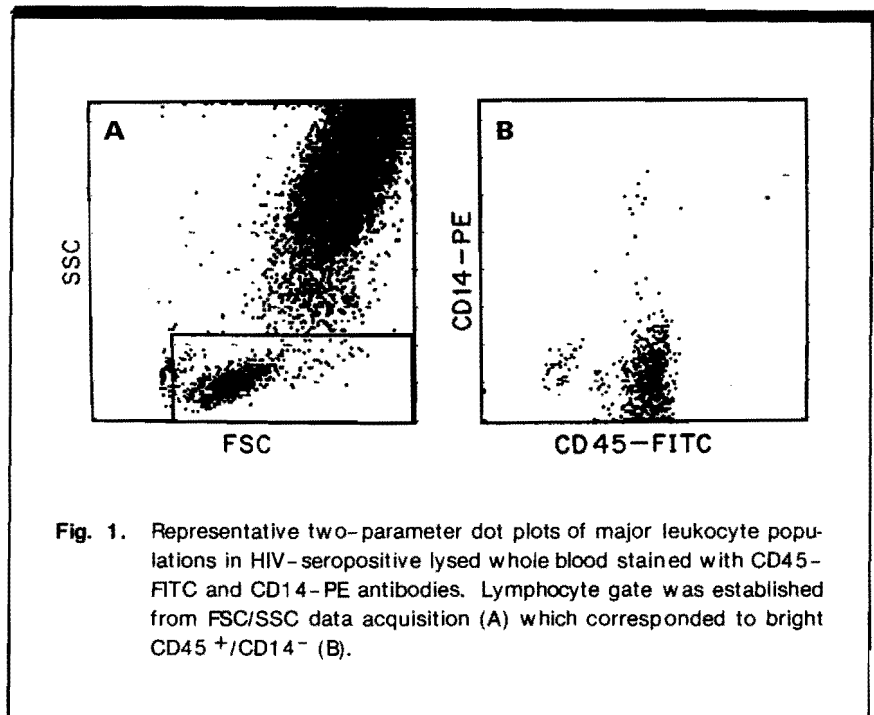 A
B
SSC
CD14-PE
FSC
CD45-FITC
Fig. 1. Representative two-parameter dot plots of major leukocyte popu-
lations in HIV-seropositive lysed whole blood stained with CD45-
FITC and CD14-PE antibodies. Lymphocyte gate was established
from FSC/SSC data acquisition (A) which corresponded to bright
CD45 +/CD14- (B).